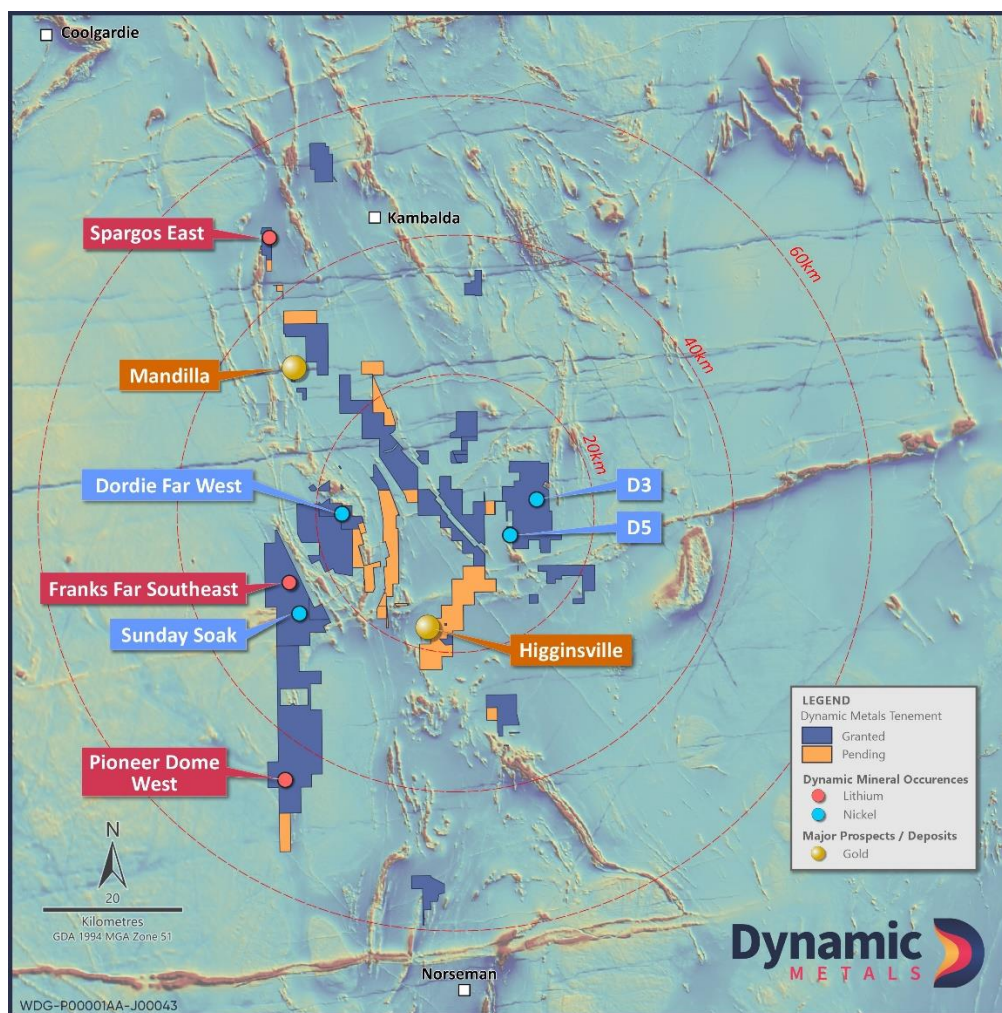 Coolgardie
Kambalda
Spargos East
60km
Mandilla
40km
20km
Dordie Far West
D3
D5
Franks Far Southeast
Sunday Soak
Higginsville
Pioneer Dome
West
LEGEND
Dynamic Metals Tenement
Granted
Pending
Dynamic Mineral Occurences
Lithium
Nickel
Major Prospects / Deposits
Gold
N
20
Kilometres
GDA 1994 MGA Zone 51
Dynamic
METALS
Norseman
WDG-P00001AA-J00043